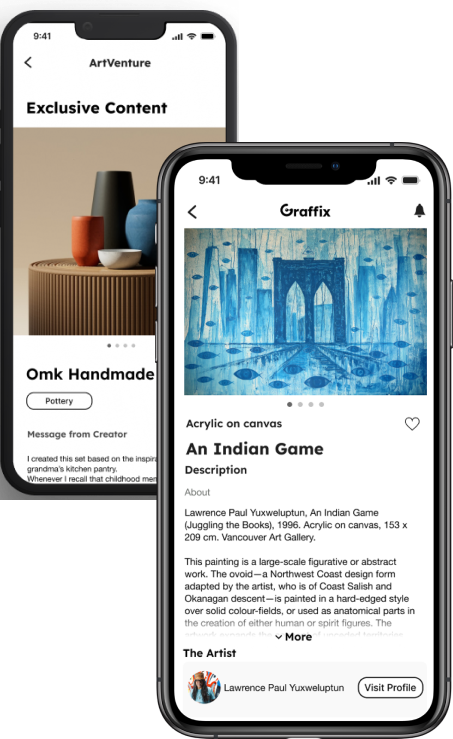 9:41
ArtVenture
Exclusive Content
Omk Handmade
Pottery
Message from Creator
I created this set based on the
grandma's kitchen pantry.
Whenever I recall that childhood
9:41
Graffix
Acrylic on canvas
An Indian Game
Description
About
Lawrence Paul Yuxweluptun, An Indian Game
(Juggling the Books), 1996. Acrylic on canvas, 153 x
209 cm. Vancouver Art Gallery.
This painting is a large-scale figurative or abstract
work. The ovoid—a Northwest Coast design form
adapted by the artist, who is of Coast Salish and
Okanagan descent—is painted in a hard-edged style
over solid colour-fields, or used as anatomical parts in
the creation of either human or spirit figures. The
More
The Artist
Lawrence Paul Yuxweluptun
Visit Profile